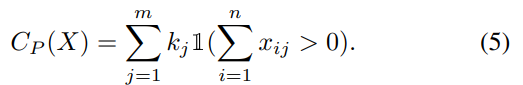 C_P(X) = \sum_{j=1}^{m} k_j \mathbb{1}(\sum_{i=1}^{n} x_{ij} > 0). (5)